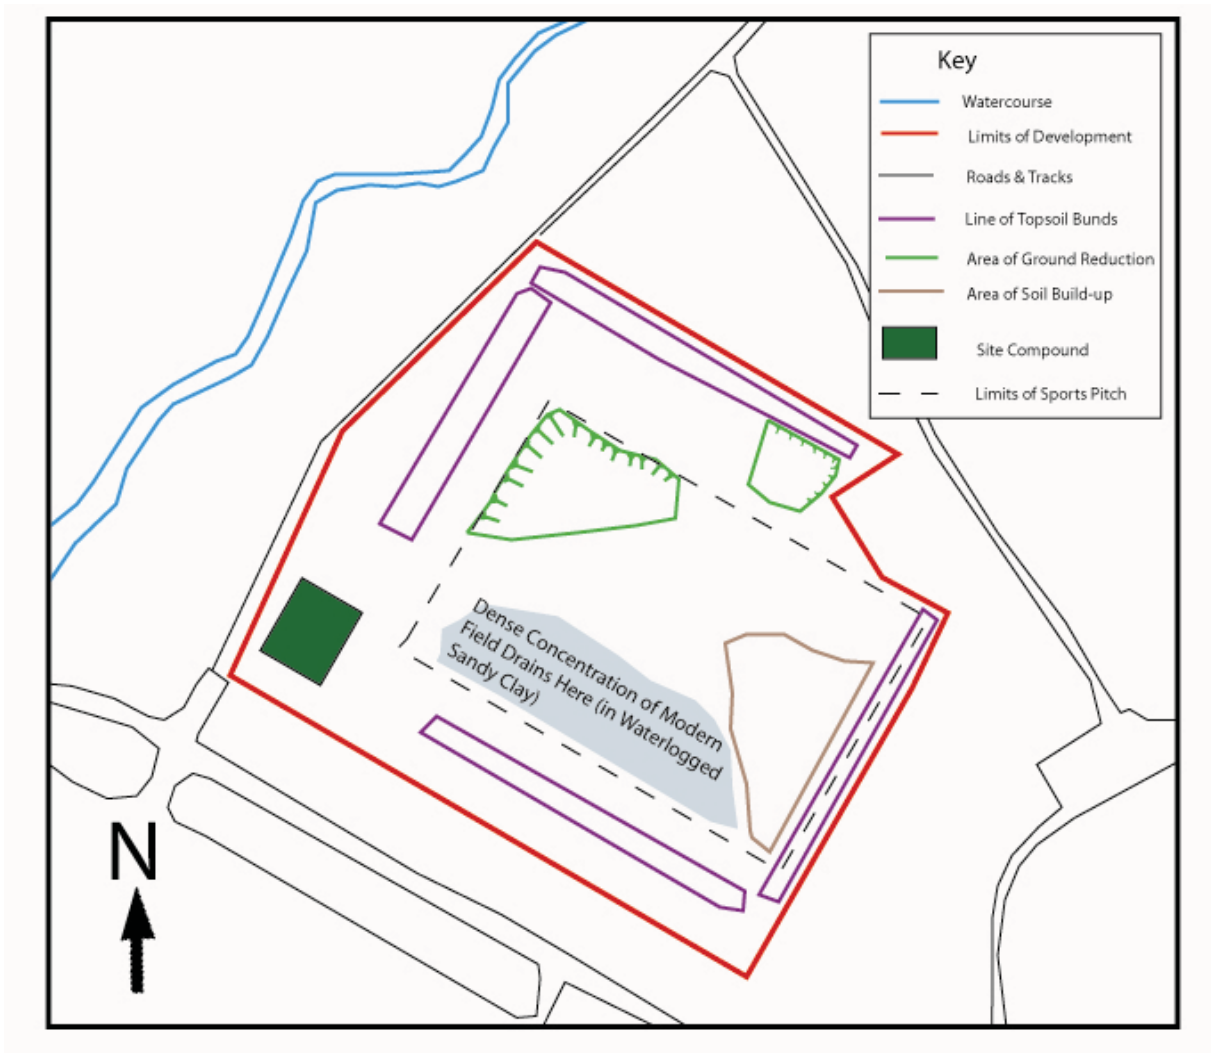 Key
Watercourse
Limits of Development
Roads & Tracks
Line of Topsoil Bunds
Area of Ground Reduction
Area of Soil Build-up
Site Compound
Limits of Sports Pitch
Dense Concentration of Modern
Field Drains Here (in Waterlogged
Sandy Clay)
N